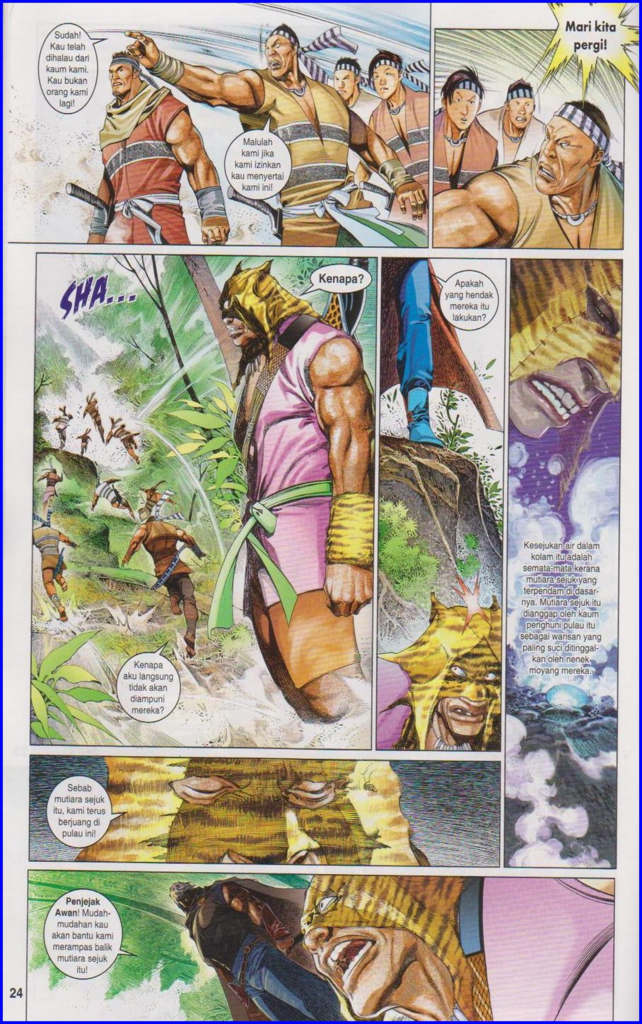 Sudah!
Kau telah
dihalau dari
kaum kami.
Kau bukan
orang kami
lagi!
Malulah
kami jika
kami izinkan
kau menyertai
kami ini!
Mari kita
pergi!
SHA...
Kenapa?
Kenapa
aku langsung
tidak akan
diampuni
mereka?
Apakah
yang hendak
mereka itu
lakukan?
Kesejukan air dalam
kolam itu adalah
semata-mata kerana
mutiara sejuk yang
terpendam di dasar-
nya. Mutiara sejuk itu
dianggap oleh kaum
penghuni pulau itu
sebagai warisan yang
paling suci ditinggal-
kan oleh nenek
moyang mereka.
Sebab
mutiara sejuk
itu, kami terus
berjuang di
pulau ini!
Penjejak
Awan! Mudah-
mudahan kau
akan bantu kami
merampas balik
mutiara sejuk
itu!
24